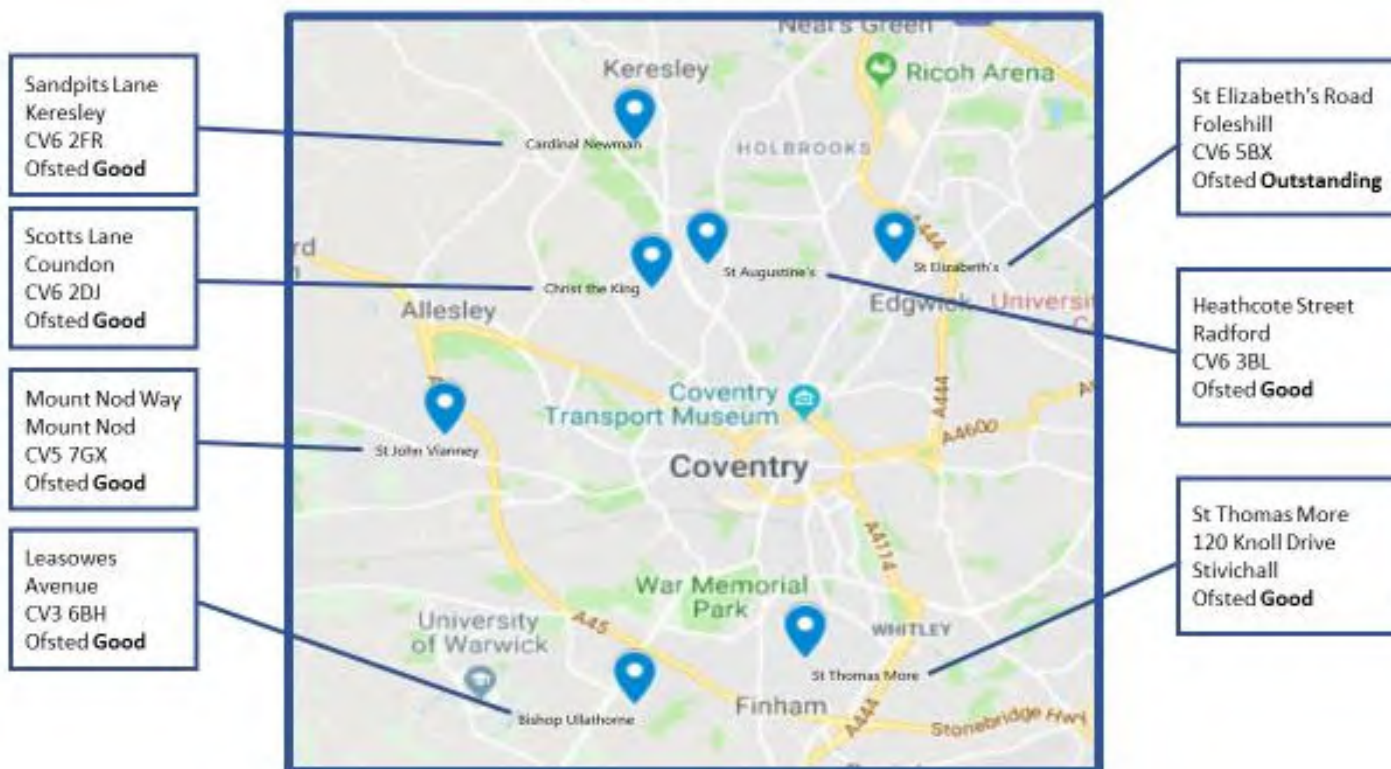 Sandpits Lane
Keresley
CV6 2FR
Ofsted Good
Scotts Lane
Coundon
CV6 2DJ
Ofsted Good
Mount Nod Way
Mount Nod
CV5 7GX
Ofsted Good
Leasowes
Avenue
CV3 6BH
Ofsted Good
Neal's Green
Keresley
Ricoh Arena
Cardinal Newman
HOLBROOKS
A444
St Augustine's
St Elizabeth's
Christ the King
Edgwick
Allesley
Coventry
Transport Museum
A444
A4600
St John Vianney
Coventry
A4114
War Memorial
Park
University
of Warwick
A45
WHITLEY
St Thomas More
Bishop Ullathorne
Finham
A444
Stonebridge Hwy
St Elizabeth's Road
Foleshill
CV6 5BX
Ofsted Outstanding
Heathcote Street
Radford
CV6 3BL
Ofsted Good
St Thomas More
120 Knoll Drive
Stivichall
Ofsted Good